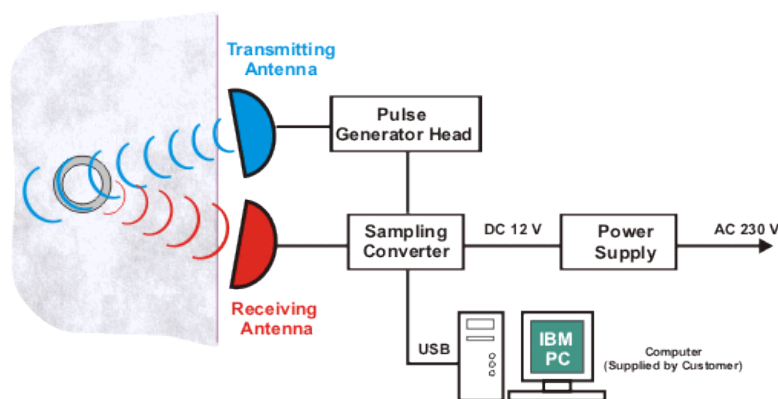 Transmitting
Antenna
Pulse
Generator Head
Sampling
Converter
DC 12 V
Power
Supply
AC 230 V
Receiving
Antenna
USB
IBM
PC
Computer
(Supplied by Customer)